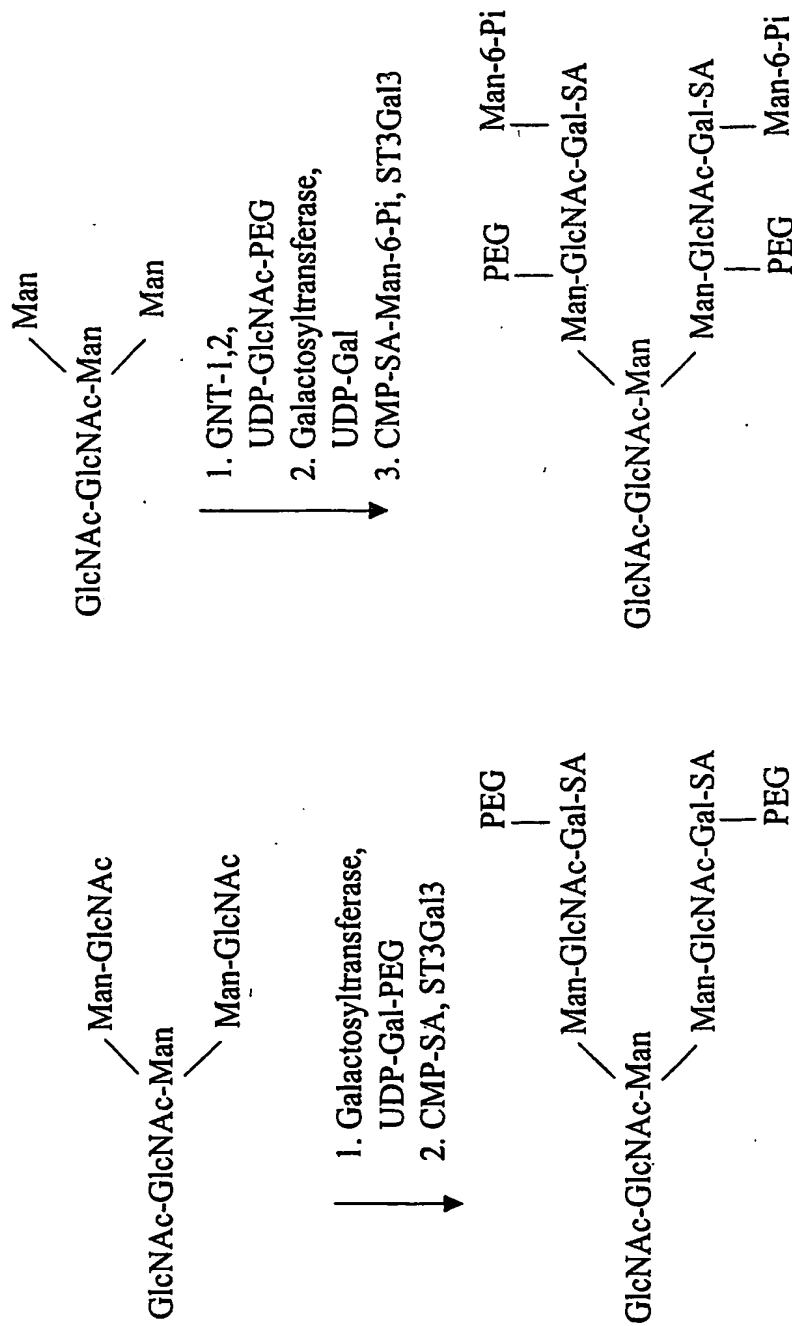 Man-GlcNAc
GlcNAc-GlcNAc-Man
Man-GlcNAc
1. Galactosyltransferase,
UDP-Gal-PEG
2. CMP-SA, ST3Gal3
PEG
Man-GlcNAc-Gal-SA
GlcNAc-GlcNAc-Man
Man-GlcNAc-Gal-SA
PEG
Man
GlcNAc-GlcNAc-Man
Man
1. GNT-1,2,
UDP-GlcNAc-PEG
2. Galactosyltransferase,
UDP-Gal
3. CMP-SA-Man-6-Pi, ST3Gal3
PEG Man-6-Pi
Man-GlcNAc-Gal-SA
GlcNAc-GlcNAc-Man
Man-GlcNAc-Gal-SA
PEG Man-6-Pi